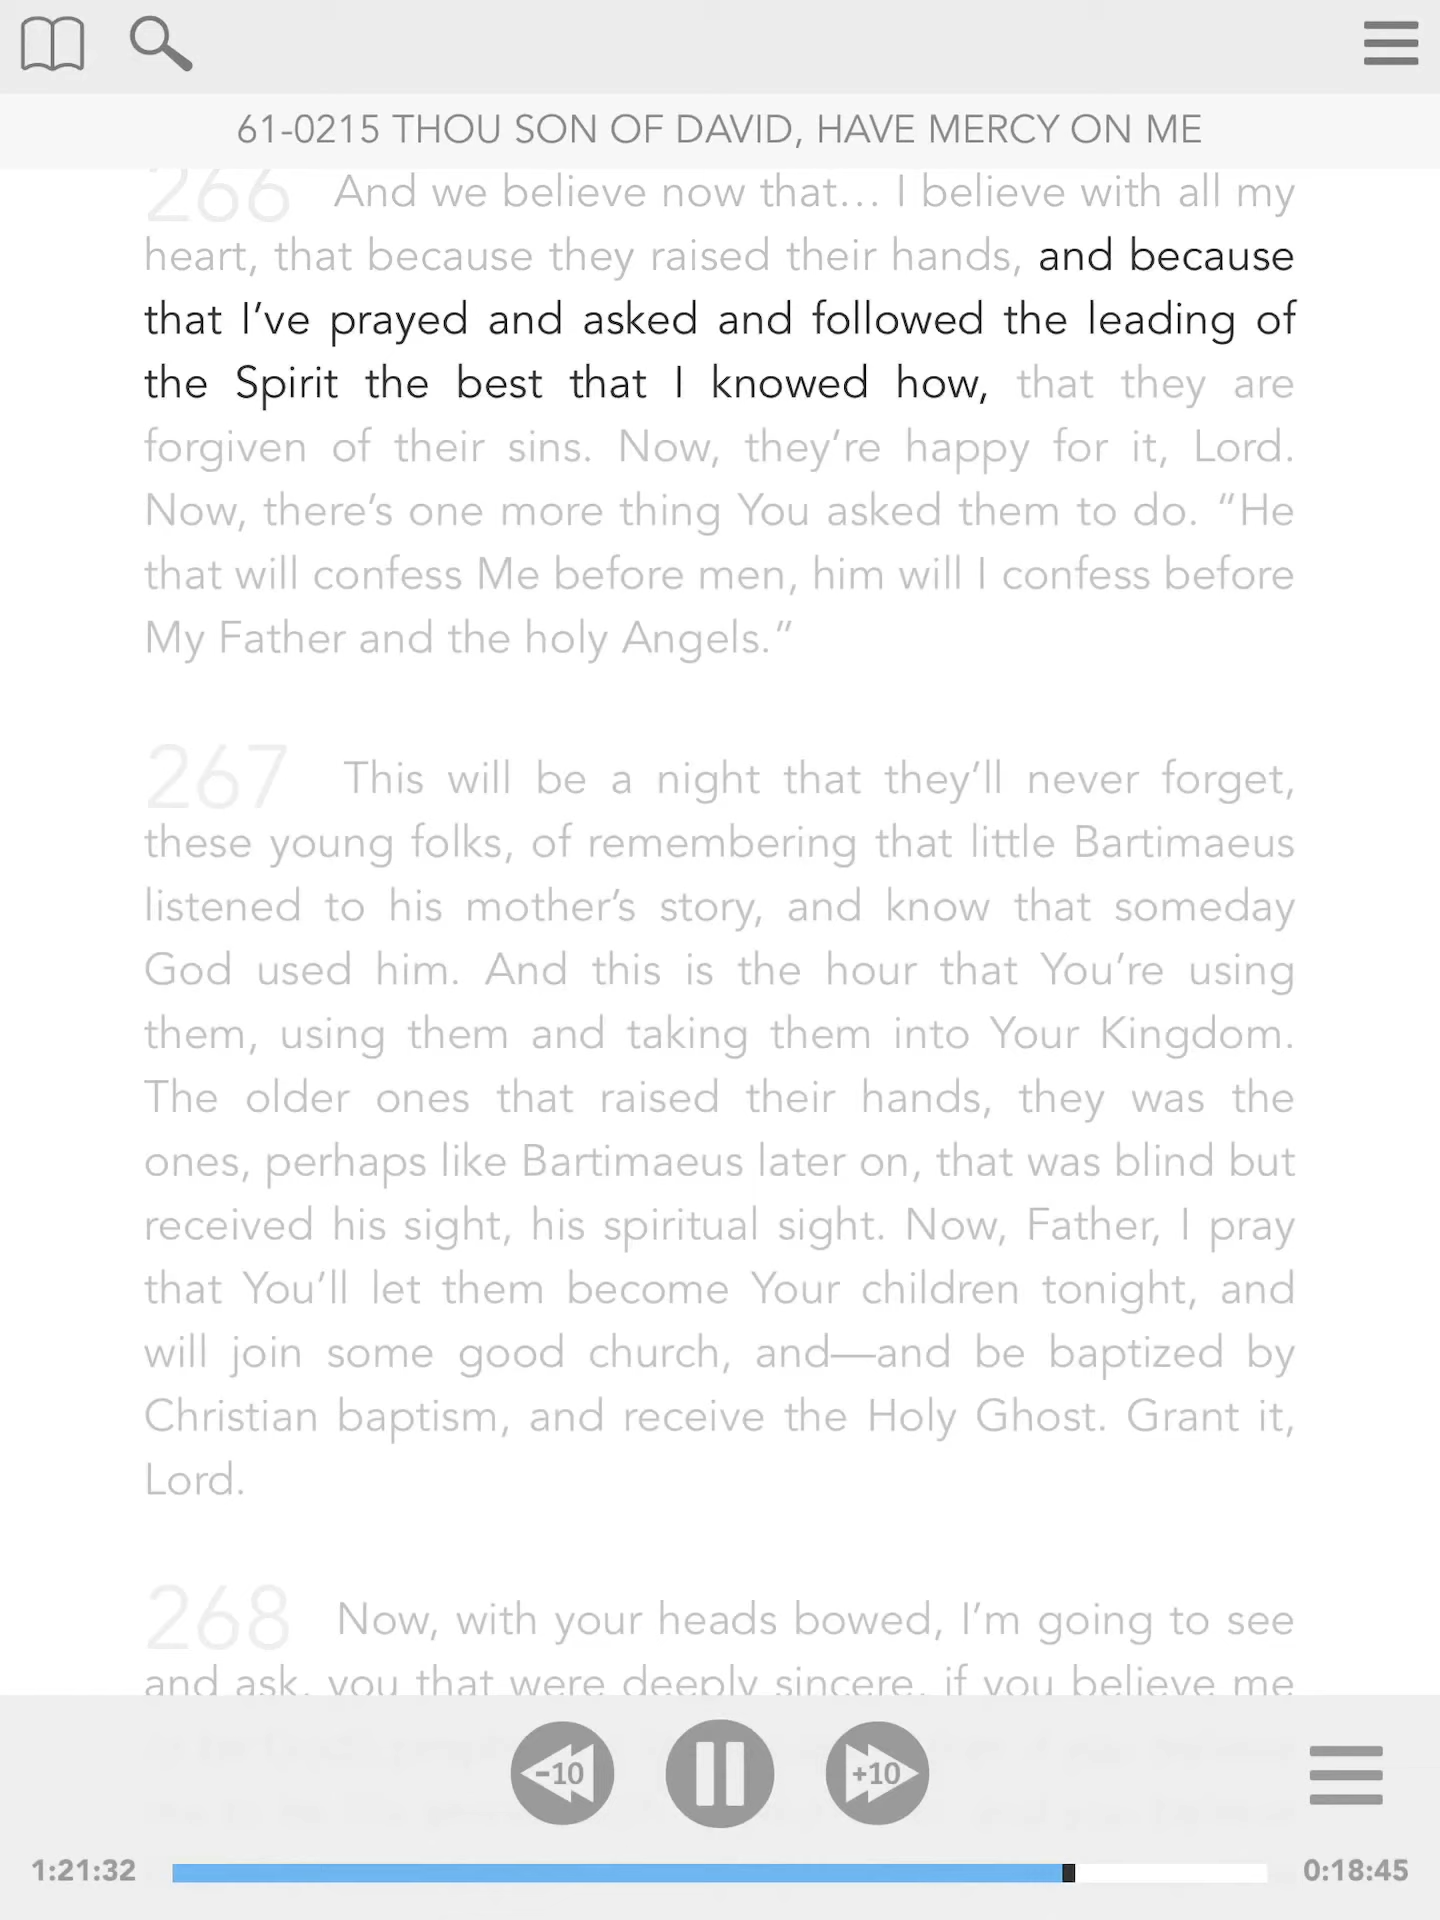 61-0215 THOU SON OF DAVID, HAVE MERCY ON ME
266 And we believe now that… I believe with all my
heart, that because they raised their hands, and because
that I’ve prayed and asked and followed the leading of
the Spirit the best that I knowed how, that they are
forgiven of their sins. Now, they’re happy for it, Lord.
Now, there’s one more thing You asked them to do. “He
that will confess Me before men, him will I confess before
My Father and the holy Angels.”
267 This will be a night that they’ll never forget,
these young folks, of remembering that little Bartimaeus
listened to his mother’s story, and know that someday
God used him. And this is the hour that You’re using
them, using them and taking them into Your Kingdom.
The older ones that raised their hands, they was the
ones, perhaps like Bartimaeus later on, that was blind but
received his sight, his spiritual sight. Now, Father, I pray
that You’ll let them become Your children tonight, and
will join some good church, and—and be baptized by
Christian baptism, and receive the Holy Ghost. Grant it,
Lord.
268 Now, with your heads bowed, I’m going to see
and ask, you that were deeply sincere, if you believe me
-10 +10
1:21:32 0:18:45